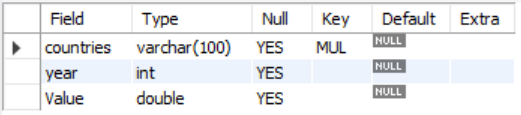 Field Type Null Key Default Extra
countries varchar(100) YES MUL NULL
year int YES NULL
Value double YES NULL